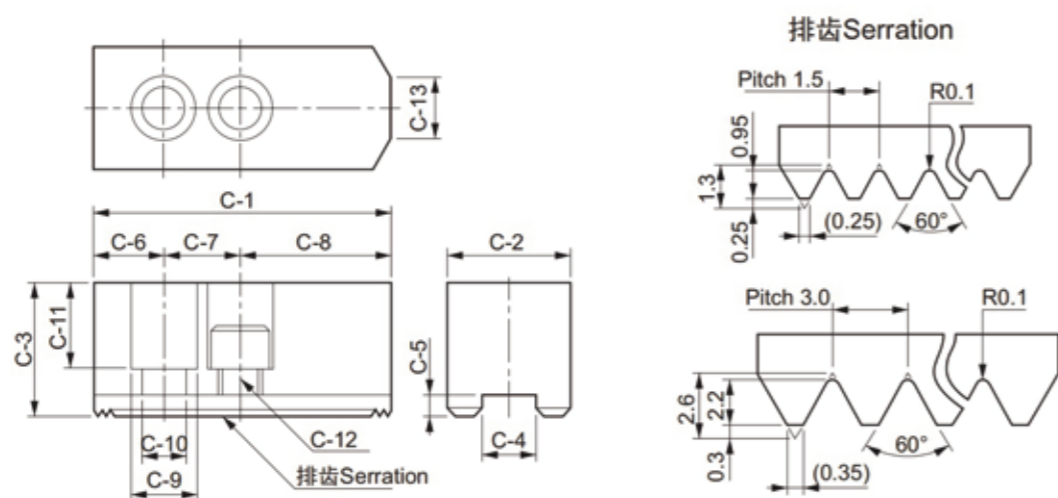 排齿Serration
Pitch 1.5
R0.1
0.95
1.3
0.25
(0.25)
60°
C-13
C-1
C-6
C-7
C-8
C-2
C-3
C-11
C-5
C-10
C-12
C-4
C-9
排齿Serration
Pitch 3.0
R0.1
2.6
2.2
0.3
(0.35)
60°